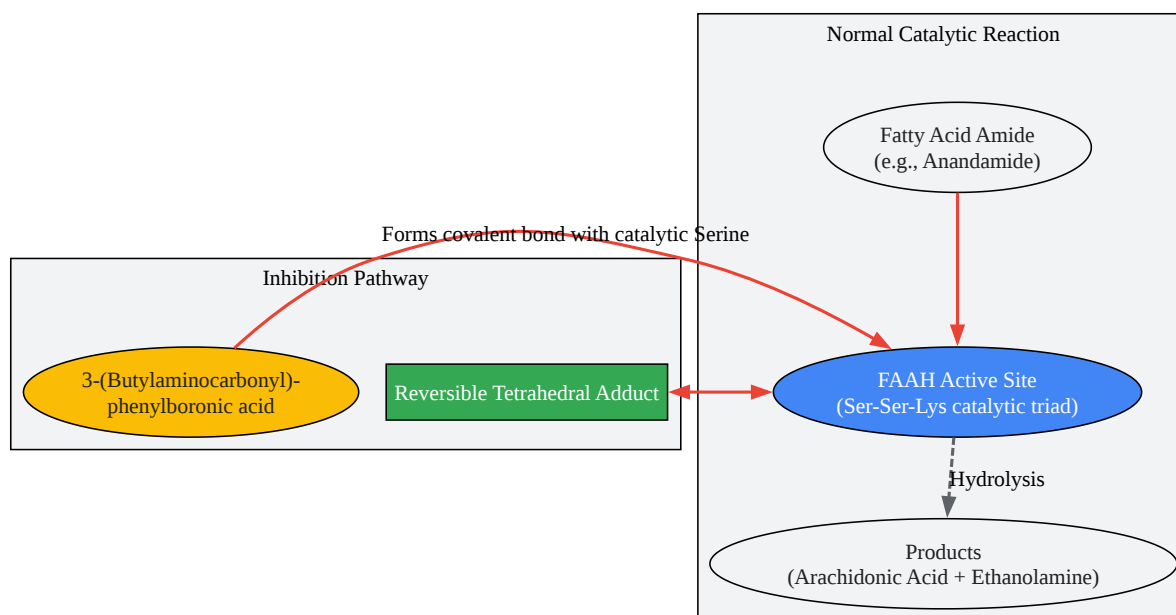 Normal Catalytic Reaction
Fatty Acid Amide
(e.g., Anandamide)
Forms covalent bond with catalytic Serine
Inhibition Pathway
3-(Butylaminocarbonyl)-
phenylboronic acid
Reversible Tetrahedral Adduct
FAAH Active Site
(Ser-Ser-Lys catalytic triad)
Hydrolysis
Products
(Arachidonic Acid + Ethanolamine)